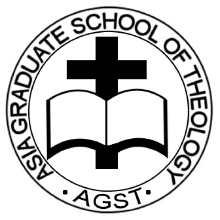 ASIA GRADUATE SCHOOL OF THEOLOGY
· AGST ·